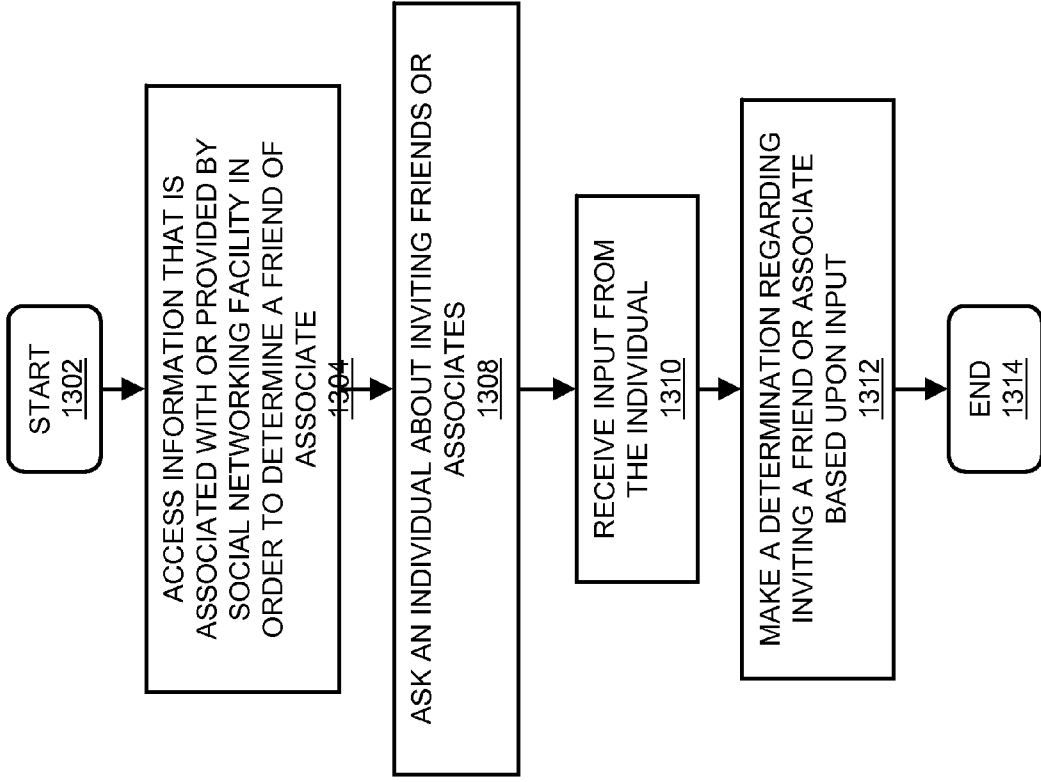 START
1302
ACCESS INFORMATION THAT IS
ASSOCIATED WITH OR PROVIDED BY
SOCIAL NETWORKING FACILITY IN
ORDER TO DETERMINE A FRIEND OF
ASSOCIATE
1304
ASK AN INDIVIDUAL ABOUT INVITING FRIENDS OR
ASSOCIATES
1308
RECEIVE INPUT FROM
THE INDIVIDUAL
1310
MAKE A DETERMINATION REGARDING
INVITING A FRIEND OR ASSOCIATE
BASED UPON INPUT
1312
END
1314